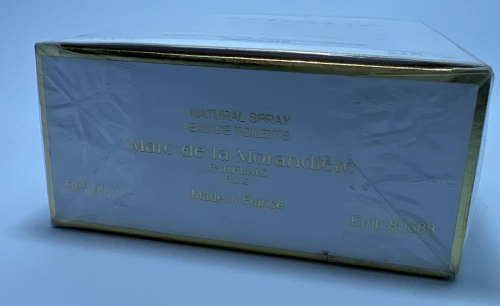 NATURAL SPRAY
EAU DE TOILETTE
Marc de la Morandière
PARFUMS
PARIS
Made in France